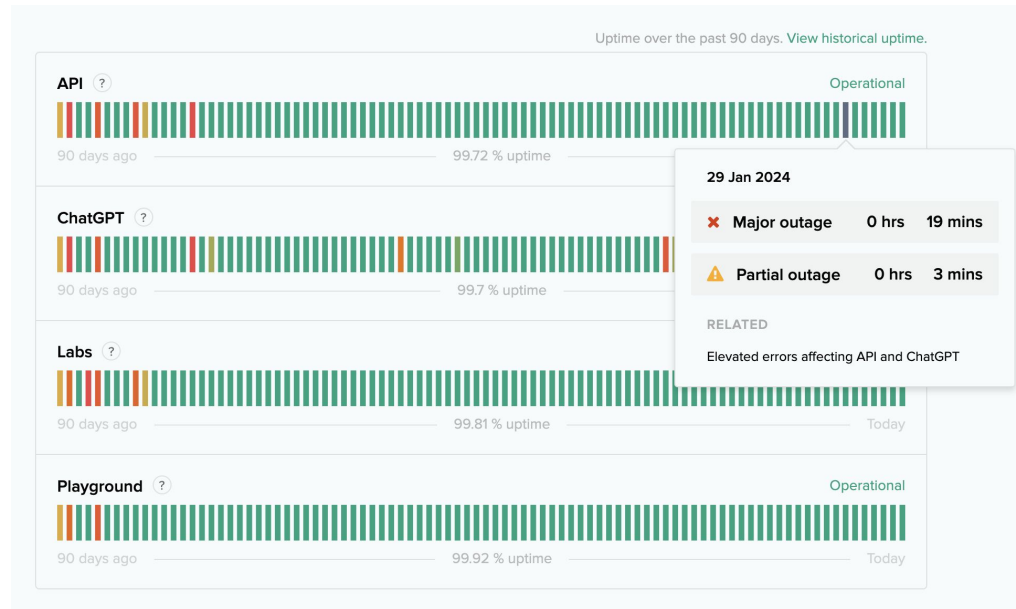 Uptime over the past 90 days. View historical uptime.
API ? Operational
90 days ago 99.72 % uptime
29 Jan 2024
Major outage 0 hrs 19 mins
Partial outage 0 hrs 3 mins
RELATED
Elevated errors affecting API and ChatGPT
ChatGPT ?
90 days ago 99.7 % uptime
Labs ?
90 days ago 99.81 % uptime Today
Playground ? Operational
90 days ago 99.92 % uptime Today